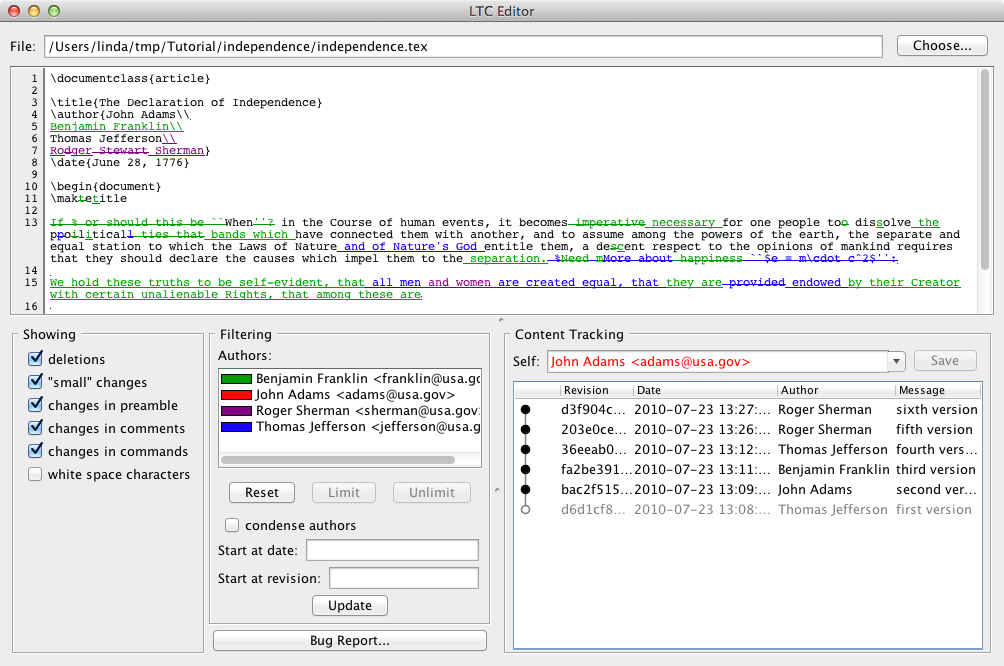 LTC Editor
File: /Users/linda/tmp/Tutorial/independence/independence.tex Choose...
1 \documentclass{article}
2
3 \title{The Declaration of Independence}
4 \author{John Adams\\
5 Benjamin Franklin\\
6 Thomas Jefferson\\
7 Rodger Stewart Sherman}
8 \date{June 28, 1776}
9
10 \begin{document}
11 \maktetitle
12
13 If % or should this be ``When''? in the Course of human events, it becomes imperative necessary for one people too dissolve the
ppoilitical ties that bands which have connected them with another, and to assume among the powers of the earth, the separate and
equal station to which the Laws of Nature and of Nature's God entitle them, a descent respect to the opinions of mankind requires
that they should declare the causes which impel them to the separation. %Need mMore about happiness ``$e = m\cdot c^2$'':
14
15 We hold these truths to be self-evident, that all men and women are created equal, that they are provided endowed by their Creator
with certain unalienable Rights, that among these are
16
Showing
deletions
"small" changes
changes in preamble
changes in comments
changes in commands
white space characters
Filtering
Authors:
Benjamin Franklin <franklin@usa.go
John Adams <adams@usa.gov>
Roger Sherman <sherman@usa.gov
Thomas Jefferson <jefferson@usa.g
Reset Limit Unlimit
condense authors
Start at date:
Start at revision:
Update
Bug Report...
Content Tracking
Self: John Adams <adams@usa.gov> Save
Revision Date Author Message
d3f904c... 2010-07-23 13:27:... Roger Sherman sixth version
203e0ce... 2010-07-23 13:26:... Roger Sherman fifth version
36eeab0... 2010-07-23 13:12:... Thomas Jefferson fourth vers...
fa2be391... 2010-07-23 13:11:... Benjamin Franklin third version
bac2f515... 2010-07-23 13:09:... John Adams second ver...
d6d1cf8... 2010-07-23 13:08:... Thomas Jefferson first version